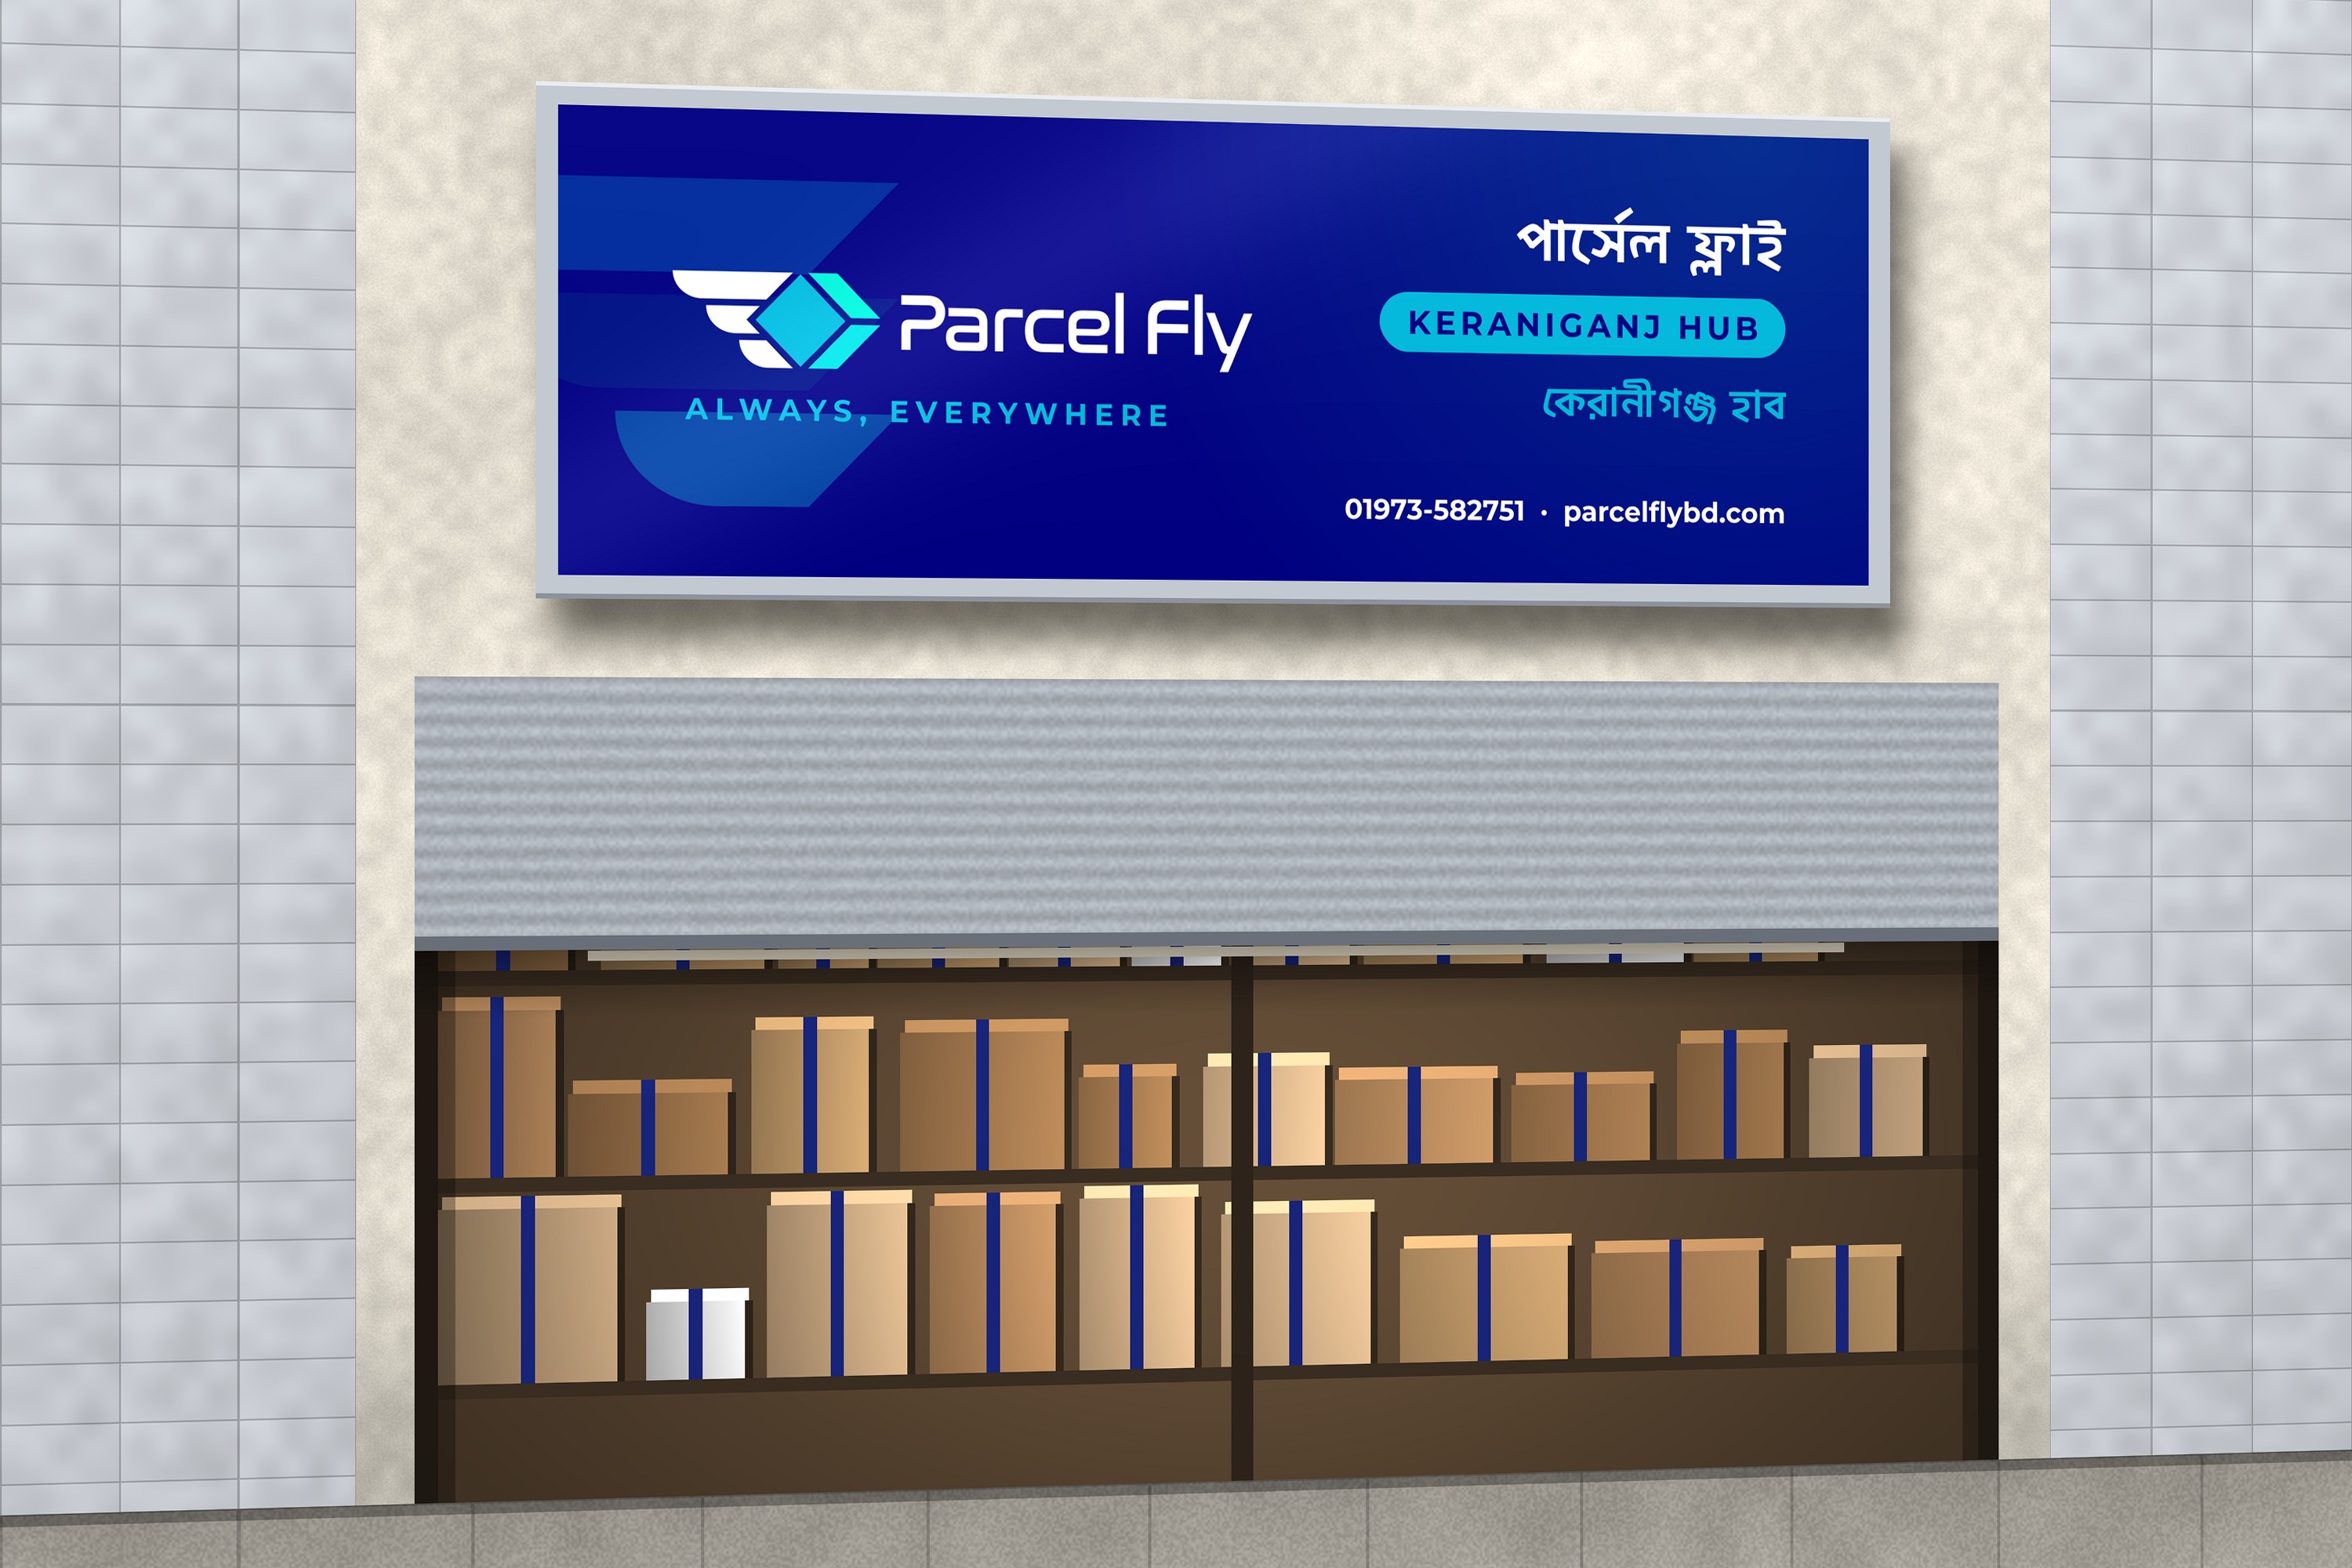 Parcel Fly
ALWAYS, EVERYWHERE
পার্সেল ফ্লাই
KERANIGANJ HUB
কেরানীগঞ্জ হাব
01973-582751 · parcelflybd.com